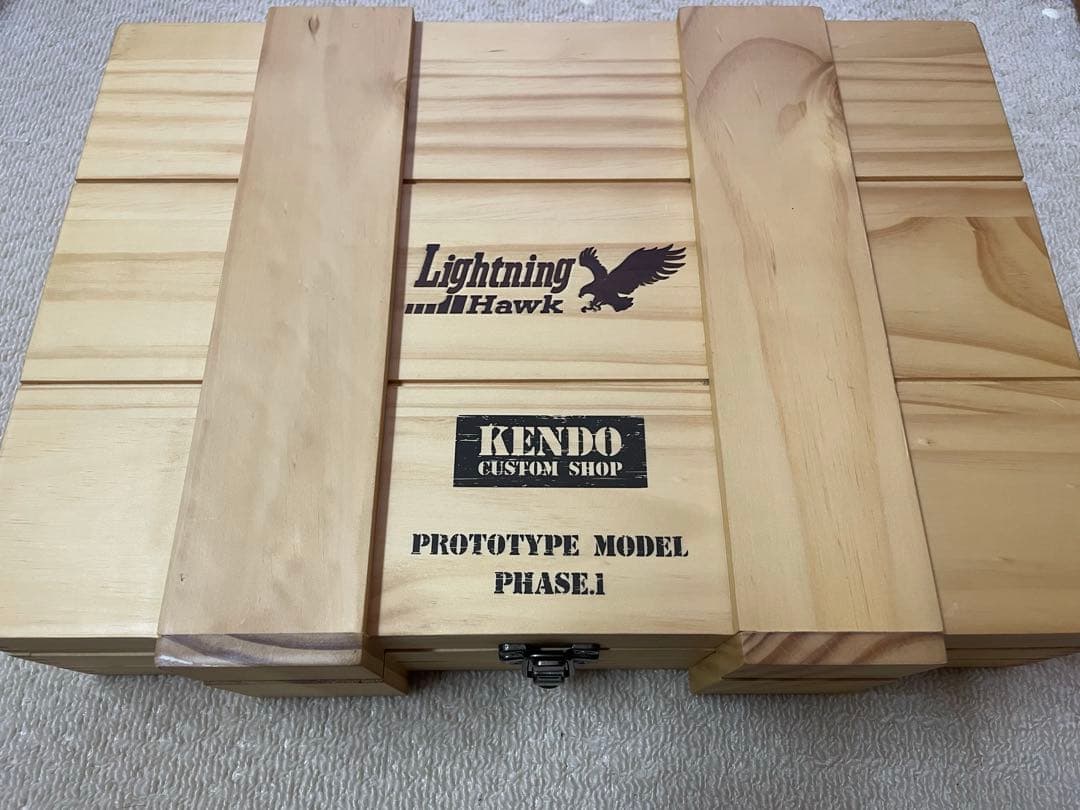 Lightning
Hawk
KENDO
CUSTOM SHOP
PROTOTYPE MODEL
PHASE.1